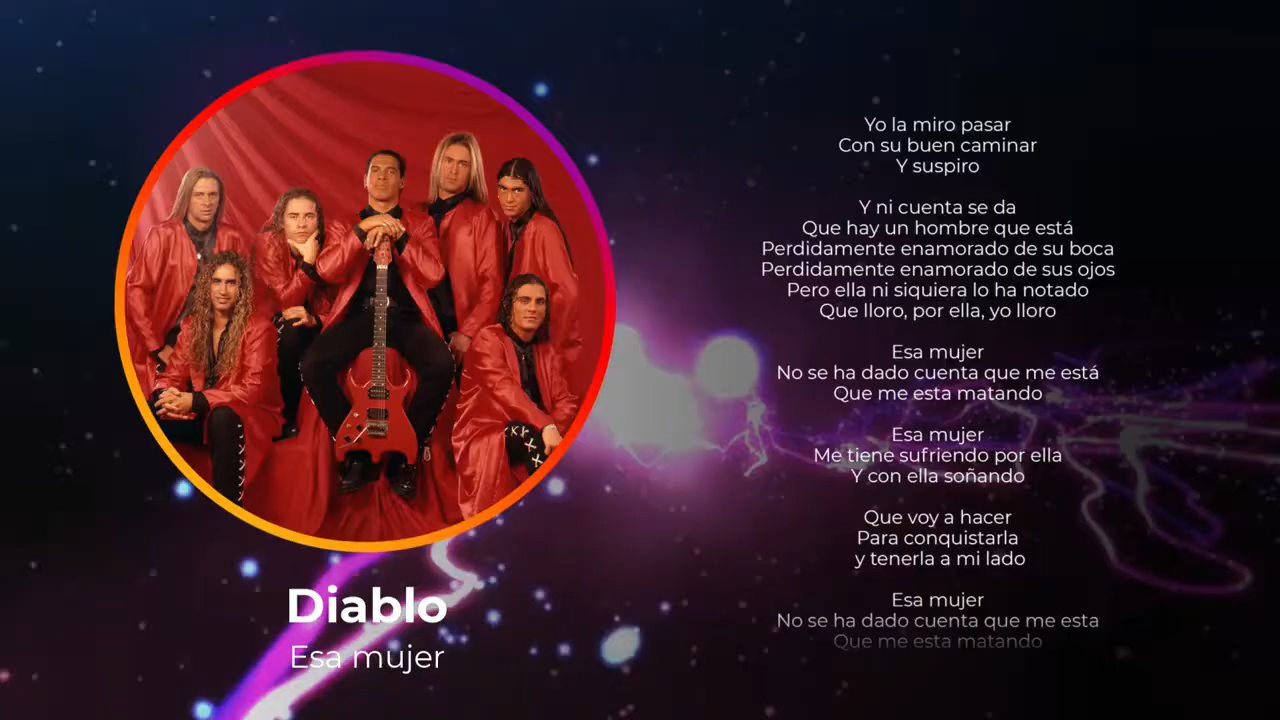 Yo la miro pasar
Con su buen caminar
Y suspiro
Y ni cuenta se da
Que hay un hombre que está
Perdidamente enamorado de su boca
Perdidamente enamorado de sus ojos
Pero ella ni siquiera lo ha notado
Que lloro, por ella, yo lloro
Esa mujer
No se ha dado cuenta que me está
Que me esta matando
Esa mujer
Me tiene sufriendo por ella
Y con ella soñando
Que voy a hacer
Para conquistarla
y tenerla a mi lado
Esa mujer
No se ha dado cuenta que me esta
Que me esta matando
Diablo
Esa mujer